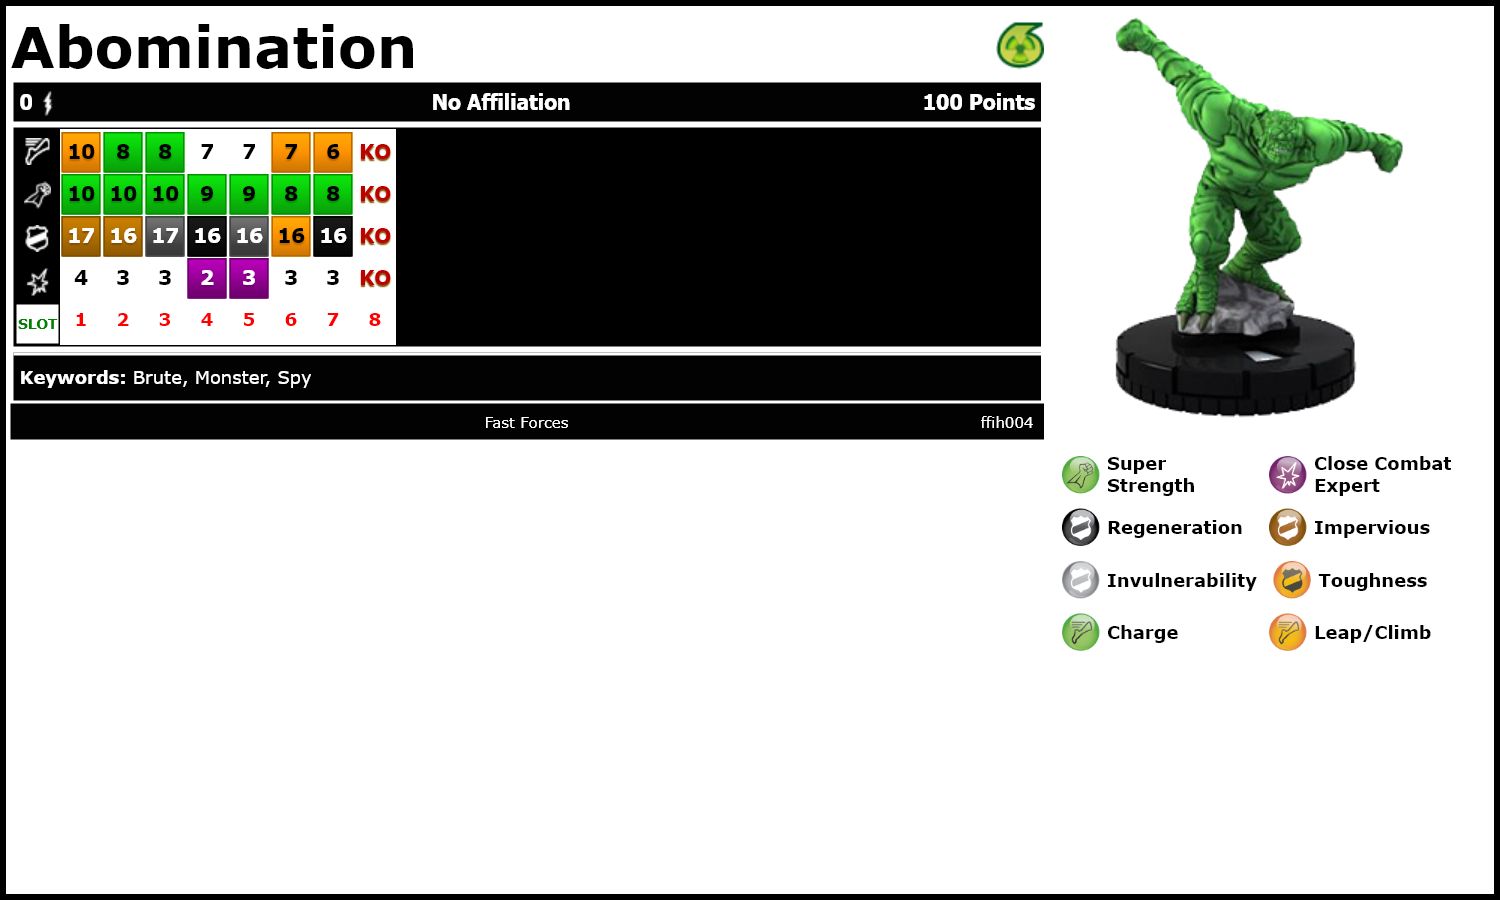 Abomination
0 No Affiliation 100 Points
10 8 8 7 7 7 6 KO
10 10 10 9 9 8 8 KO
17 16 17 16 16 16 16 KO
4 3 3 2 3 3 3 KO
SLOT 1 2 3 4 5 6 7 8
Keywords: Brute, Monster, Spy
Fast Forces ffih004
Super Strength
Close Combat Expert
Regeneration
Impervious
Invulnerability
Toughness
Charge
Leap/Climb